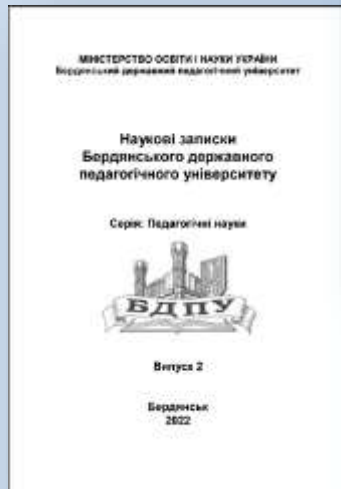 МІНІСТЕРСТВО ОСВІТИ І НАУКИ УКРАЇНИ
Бердянський державний педагогічний університет
Наукові записки
Бердянського державного
педагогічного університету
Серія: Педагогічні науки
БДПУ
Випуск 2
Бердянськ
2022